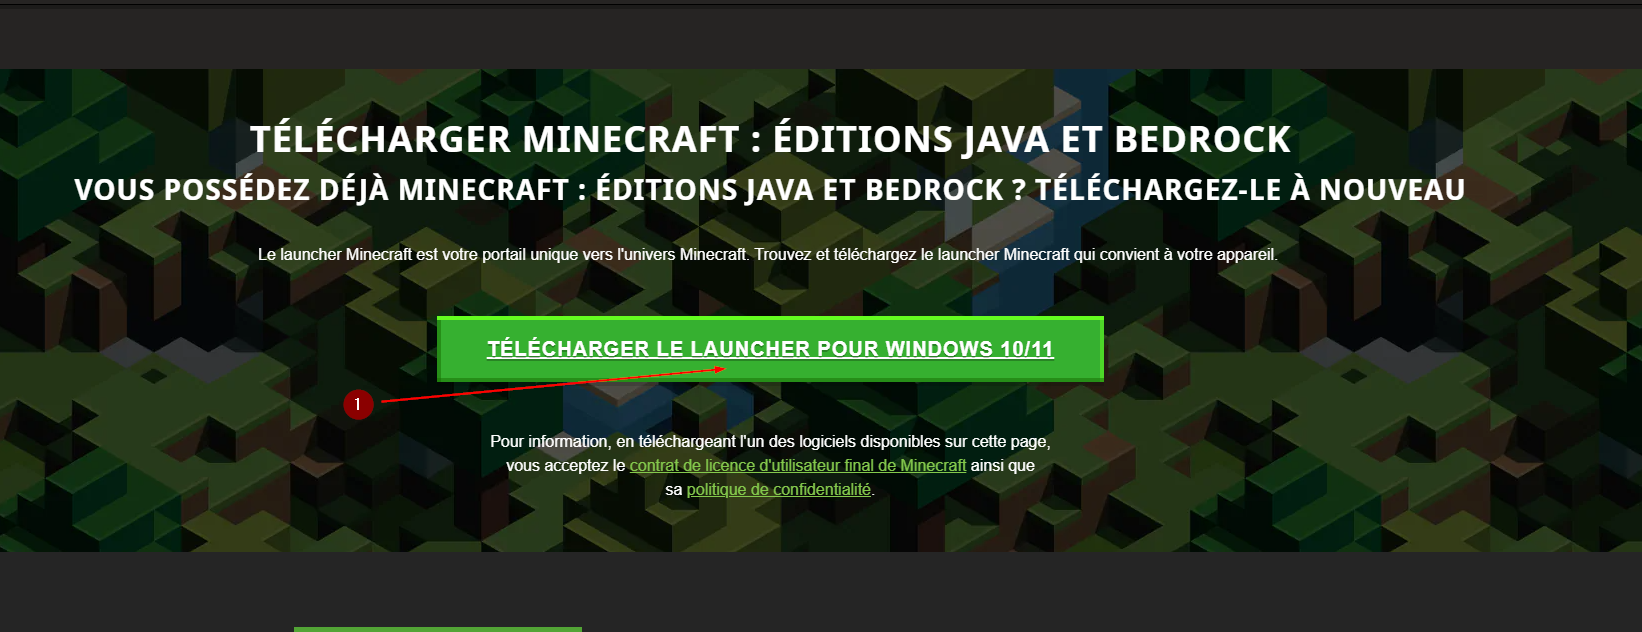 TÉLÉCHARGER MINECRAFT : ÉDITIONS JAVA ET BEDROCK
VOUS POSSÉDEZ DÉJÀ MINECRAFT : ÉDITIONS JAVA ET BEDROCK ? TÉLÉCHARGEZ-LE À NOUVEAU
Le launcher Minecraft est votre portail unique vers l'univers Minecraft. Trouvez et téléchargez le launcher Minecraft qui convient à votre appareil.
TÉLÉCHARGER LE LAUNCHER POUR WINDOWS 10/11
1
Pour information, en téléchargeant l'un des logiciels disponibles sur cette page,
vous acceptez le contrat de licence d'utilisateur final de Minecraft ainsi que
sa politique de confidentialité.